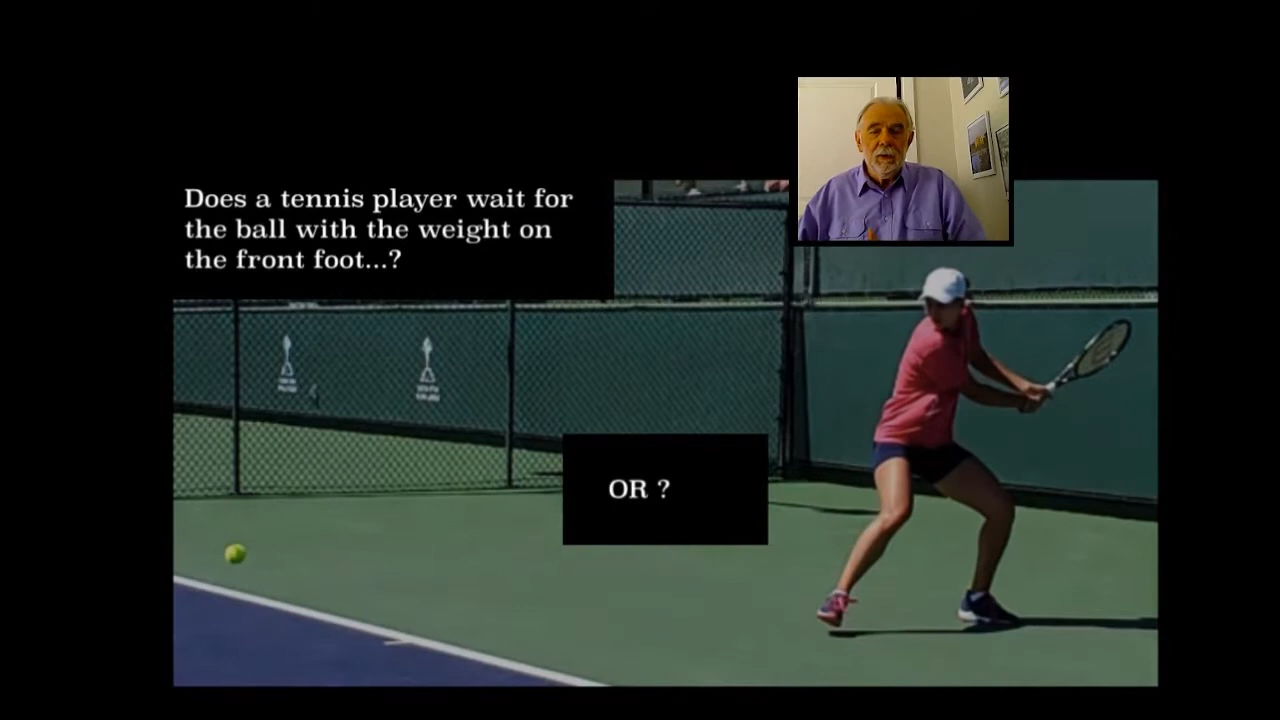 Does a tennis player wait for
the ball with the weight on
the front foot...?
OR ?